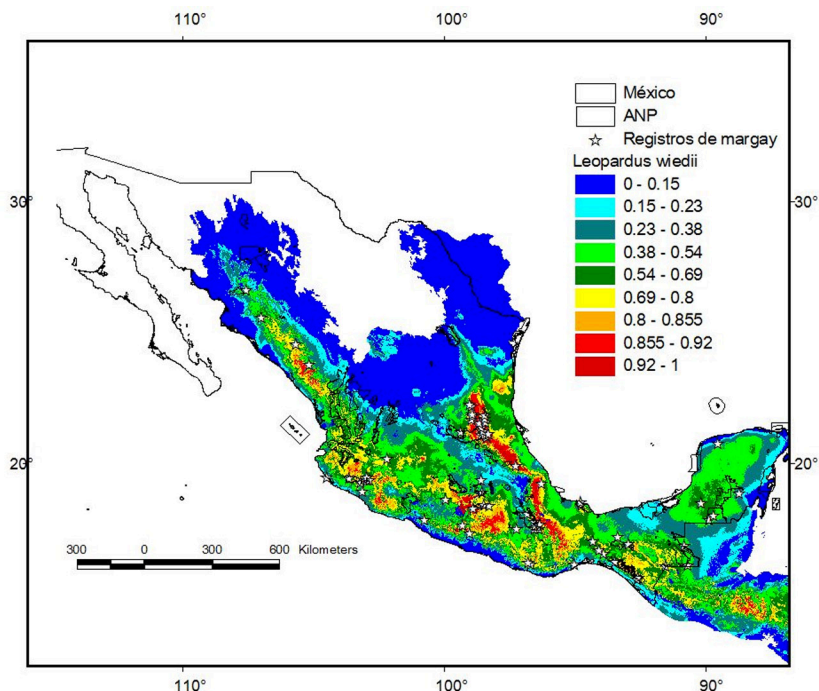 110°
100°
90°
México
ANP
Registros de margay
Leopardus wiedii
0 - 0.15
0.15 - 0.23
0.23 - 0.38
0.38 - 0.54
0.54 - 0.69
0.69 - 0.8
0.8 - 0.855
0.855 - 0.92
0.92 - 1
30°
30°
20°
20°
300 0 300 600 Kilometers
110°
100°
90°